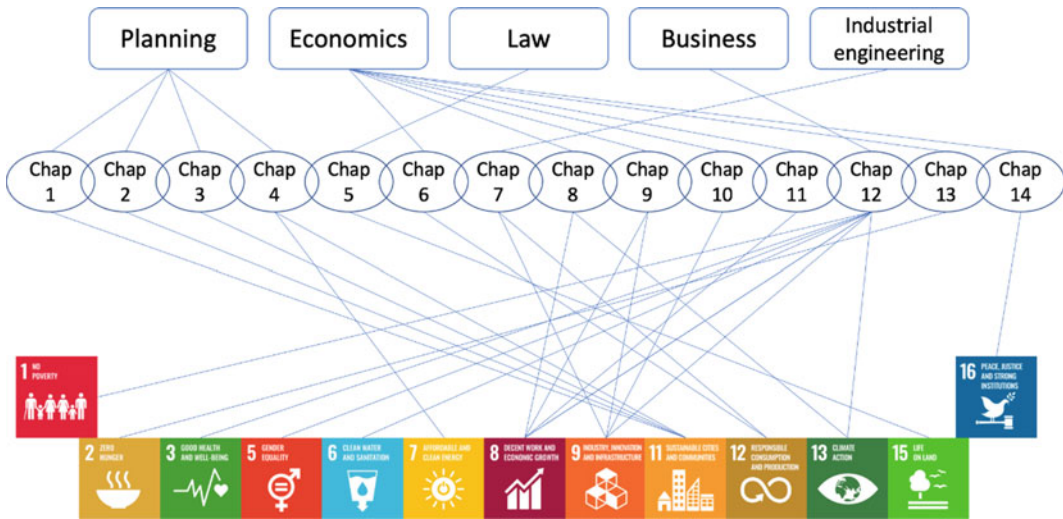 Planning
Economics
Law
Business
Industrial
engineering
Chap
1
Chap
2
Chap
3
Chap
4
Chap
5
Chap
6
Chap
7
Chap
8
Chap
9
Chap
10
Chap
11
Chap
12
Chap
13
Chap
14
1 NO
POVERTY
16 PEACE, JUSTICE
AND STRONG
INSTITUTIONS
2 ZERO
HUNGER
3 GOOD HEALTH
AND WELL-BEING
5 GENDER
EQUALITY
6 CLEAN WATER
AND SANITATION
7 AFFORDABLE AND
CLEAN ENERGY
8 DECENT WORK AND
ECONOMIC GROWTH
9 INDUSTRY, INNOVATION
AND INFRASTRUCTURE
11 SUSTAINABLE CITIES
AND COMMUNITIES
12 RESPONSIBLE
CONSUMPTION
AND PRODUCTION
13 CLIMATE
ACTION
15 LIFE
ON LAND